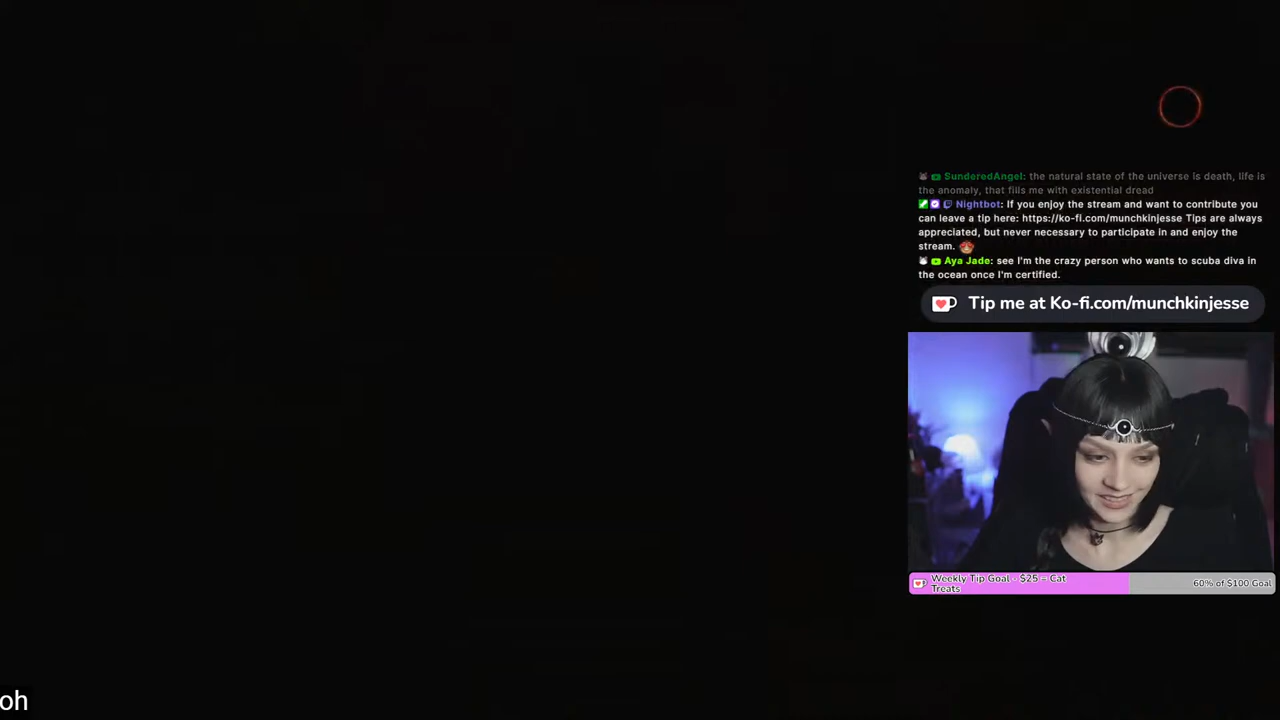 SunderedAngel: the natural state of the universe is death, life is
the anomaly, that fills me with existential dread
Nightbot: If you enjoy the stream and want to contribute you
can leave a tip here: https://ko-fi.com/munchkinjesse Tips are always
appreciated, but never necessary to participate in and enjoy the
stream.
Aya Jade: see I'm the crazy person who wants to scuba diva in
the ocean once I'm certified.
Tip me at Ko-fi.com/munchkinjesse
Weekly Tip Goal - $25 = Cat
Treats
60% of $100 Goal
oh